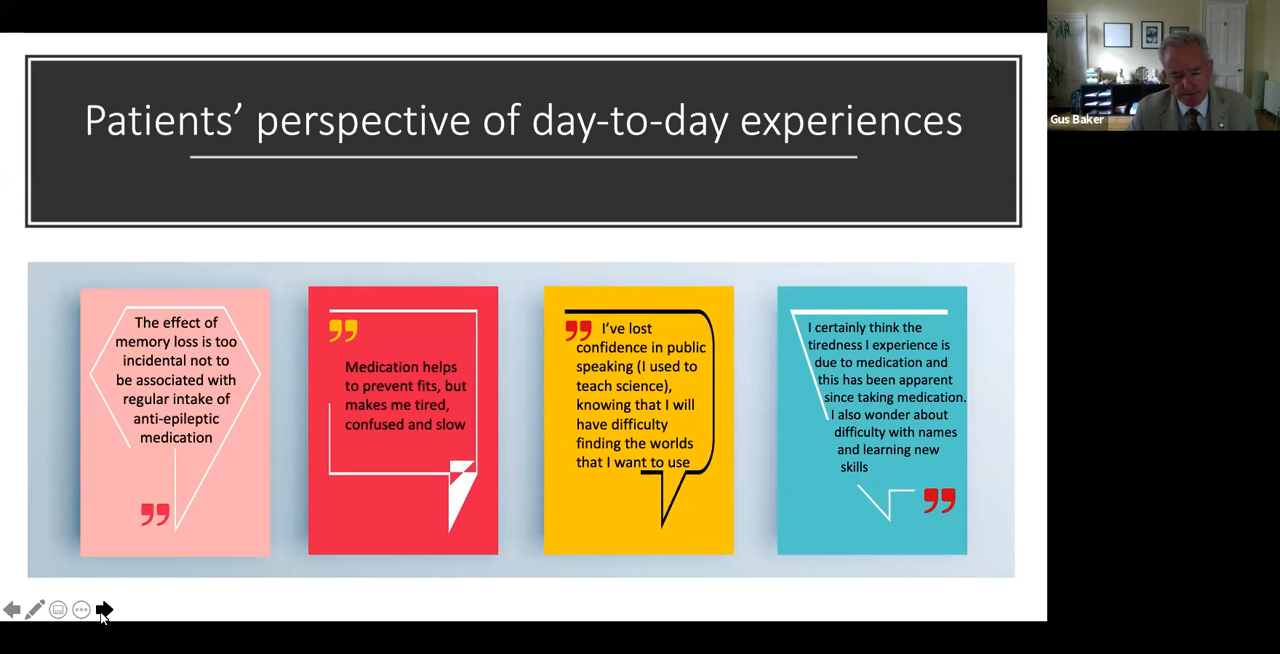 Patients’ perspective of day-to-day experiences
Gus Baker
The effect of
memory loss is too
incidental not to
be associated with
regular intake of
anti-epileptic
medication
”
”
Medication helps
to prevent fits, but
makes me tired,
confused and slow
” I’ve lost
confidence in public
speaking (I used to
teach science),
knowing that I will
have difficulty
finding the worlds
that I want to use
I certainly think the
tiredness I experience is
due to medication and
this has been apparent
since taking medication.
I also wonder about
difficulty with names
and learning new
skills
”